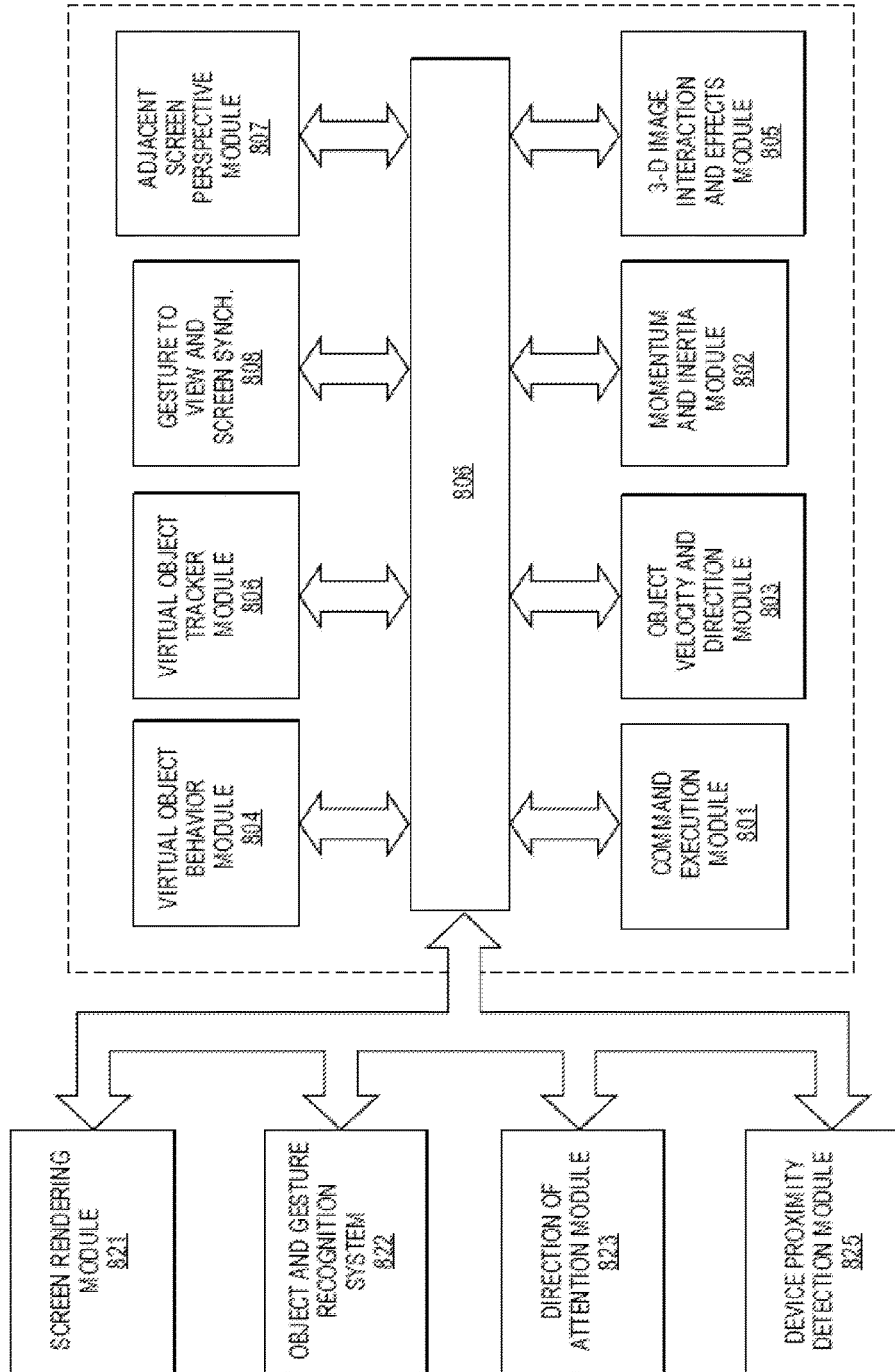 DEVICE PROXIMITY
DETECTION MODULE
825
DIRECTION OF
ATTENTION MODULE
823
OBJECT AND GESTURE
RECOGNITION
SYSTEM
822
SCREEN RENDERING
MODULE
821
COMMAND
EXECUTION
MODULE
801
VIRTUAL OBJECT
BEHAVIOR
MODULE
804
OBJECT
VELOCITY AND
DIRECTION
MODULE
803
806
VIRTUAL OBJECT
TRACKER
MODULE
806
MOMENTUM
AND INERTIA
MODULE
802
GESTURE TO
VIEW AND
SCREEN SYNCH.
808
3-D IMAGE
INTERACTION
AND EFFECTS
MODULE
805
ADJACENT
SCREEN
PERSPECTIVE
MODULE
807